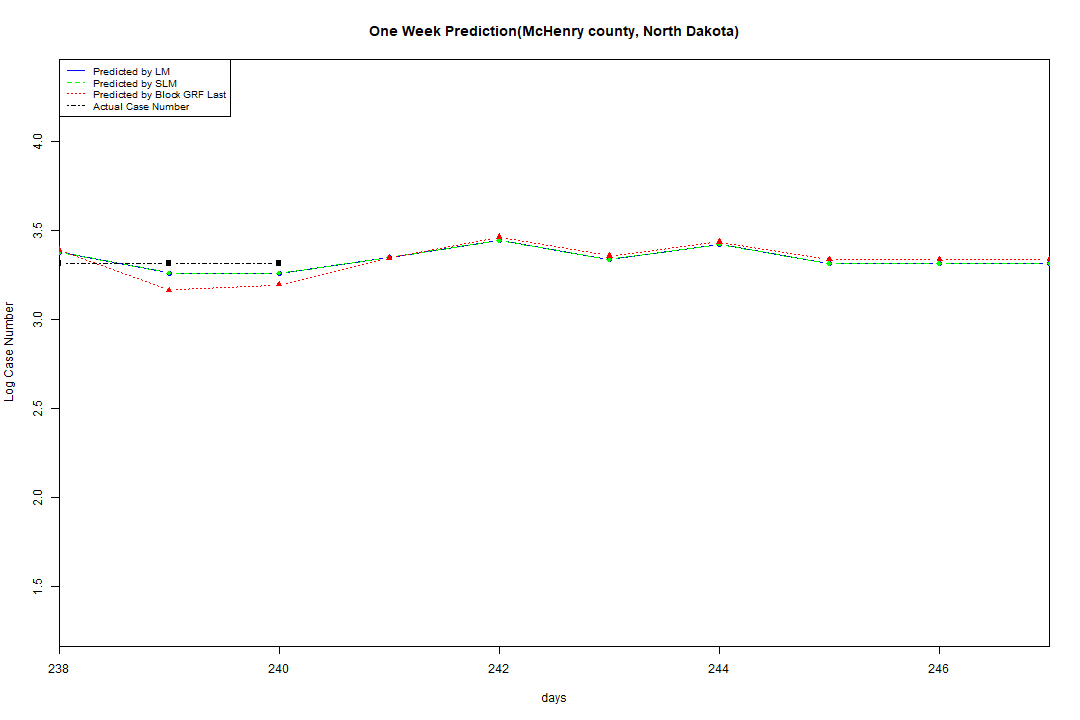 One Week Prediction(McHenry county, North Dakota)
Predicted by LM
Predicted by SLM
Predicted by Block GRF Last
Actual Case Number
4.0
3.5
3.0
2.5
2.0
1.5
Log Case Number
238
240
242
244
246
days